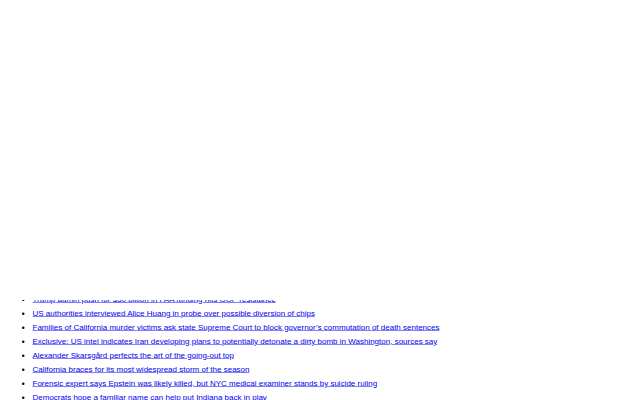 US authorities interviewed Alice Huang in probe over possible diversion of chips
Families of California murder victims ask state Supreme Court to block governor's commutation of death sentences
Exclusive: US intel indicates Iran developing plans to potentially detonate a dirty bomb in Washington, sources say
Alexander Skarsgård perfects the art of the going-out top
California braces for its most widespread storm of the season
Forensic expert says Epstein was likely killed, but NYC medical examiner stands by suicide ruling
Democrats hope a familiar name can help put Indiana back in play